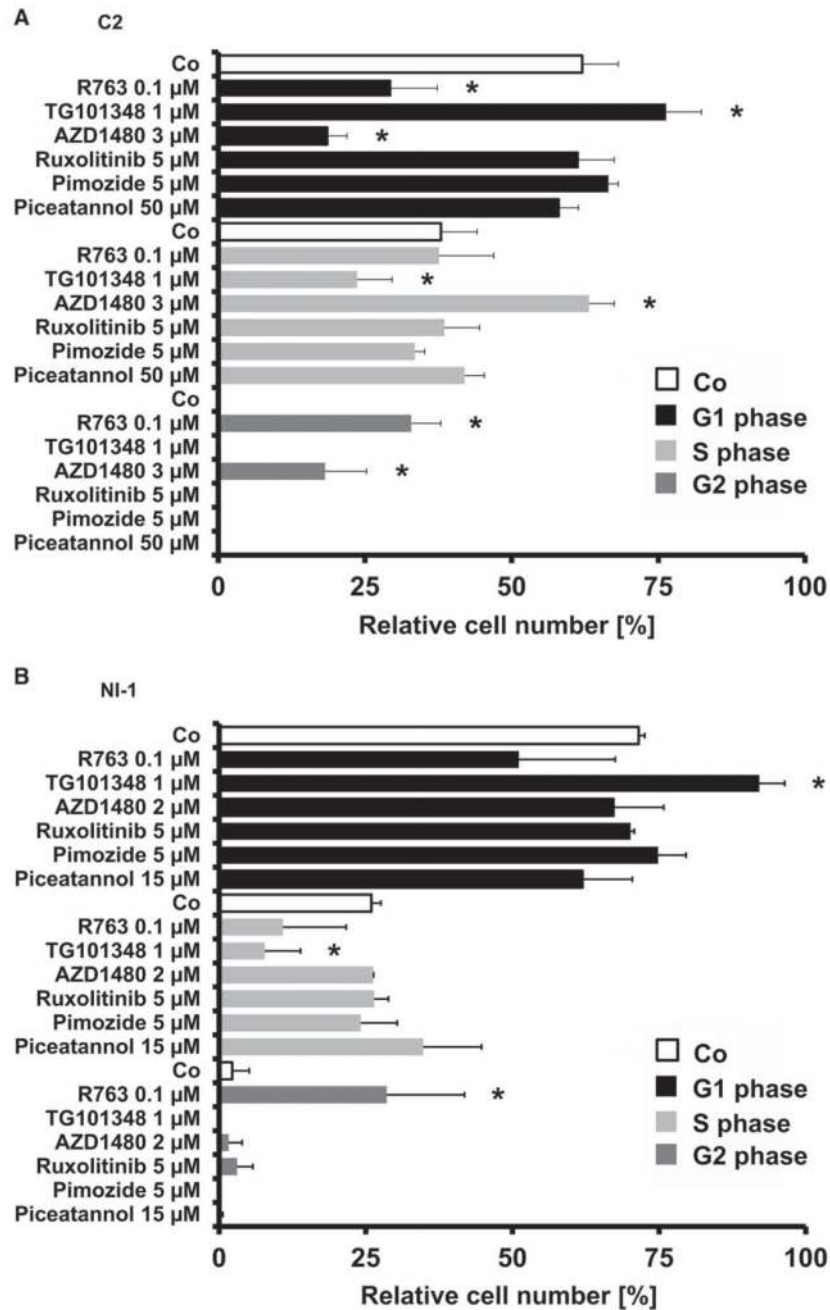 A
C2
Co
R763 0.1 µM
*
TG101348 1 µM
*
AZD1480 3 µM
*
Ruxolitinib 5 µM
Pimozide 5 µM
Piceatannol 50 µM
Co
R763 0.1 µM
TG101348 1 µM
*
AZD1480 3 µM
*
Ruxolitinib 5 µM
Pimozide 5 µM
Piceatannol 50 µM
Co
R763 0.1 µM
*
TG101348 1 µM
AZD1480 3 µM
*
Ruxolitinib 5 µM
Pimozide 5 µM
Piceatannol 50 µM
Co
G1 phase
S phase
G2 phase
0 25 50 75 100
Relative cell number [%]
B
NI-1
Co
R763 0.1 µM
TG101348 1 µM
*
AZD1480 2 µM
Ruxolitinib 5 µM
Pimozide 5 µM
Piceatannol 15 µM
Co
R763 0.1 µM
TG101348 1 µM
*
AZD1480 2 µM
Ruxolitinib 5 µM
Pimozide 5 µM
Piceatannol 15 µM
Co
R763 0.1 µM
*
TG101348 1 µM
AZD1480 2 µM
Ruxolitinib 5 µM
Pimozide 5 µM
Piceatannol 15 µM
Co
G1 phase
S phase
G2 phase
0 25 50 75 100
Relative cell number [%]